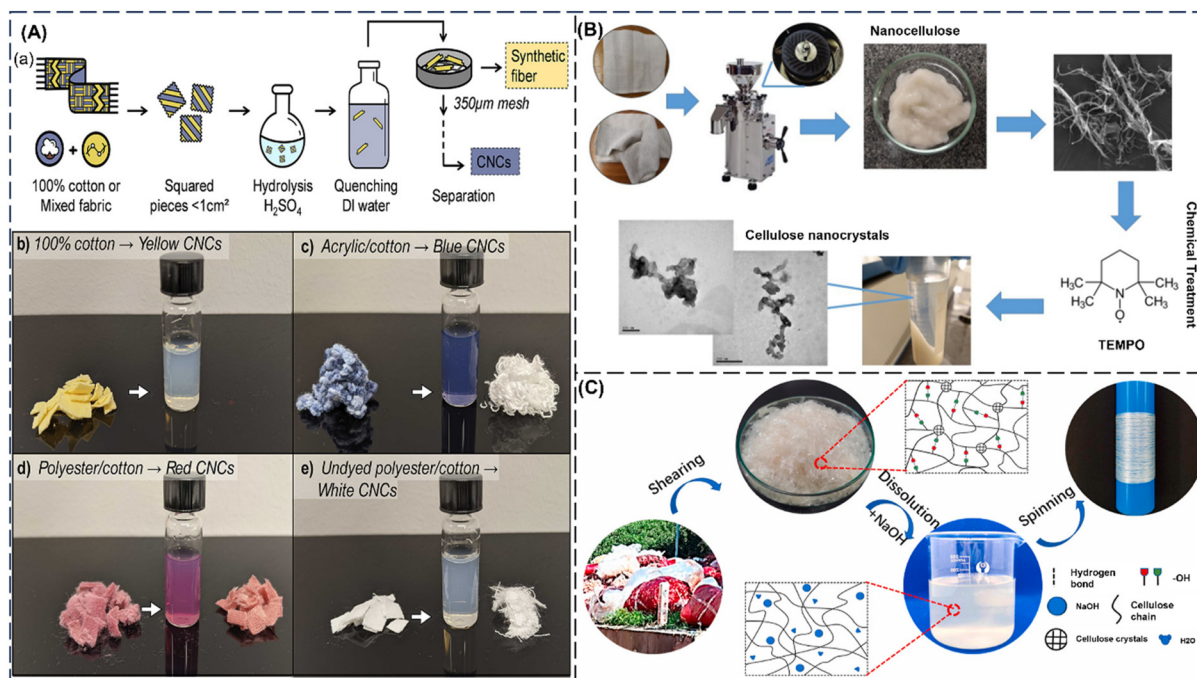 (A)
(a)
100% cotton or
Mixed fabric
Squared
pieces <1cm²
Hydrolysis
H₂SO₄
Quenching
DI water
Separation
350µm mesh
Synthetic
fiber
CNCs
b) 100% cotton → Yellow CNCs
c) Acrylic/cotton → Blue CNCs
d) Polyester/cotton → Red CNCs
e) Undyed polyester/cotton →
White CNCs
(B)
Nanocellulose
Chemical Treatment
H₃C
CH₃
H₃C
N
CH₃
O
TEMPO
Cellulose nanocrystals
(C)
Shearing
Dissolution
+NaOH
Spinning
Hydrogen
bond
-OH
NaOH
Cellulose
chain
Cellulose crystals
H2O